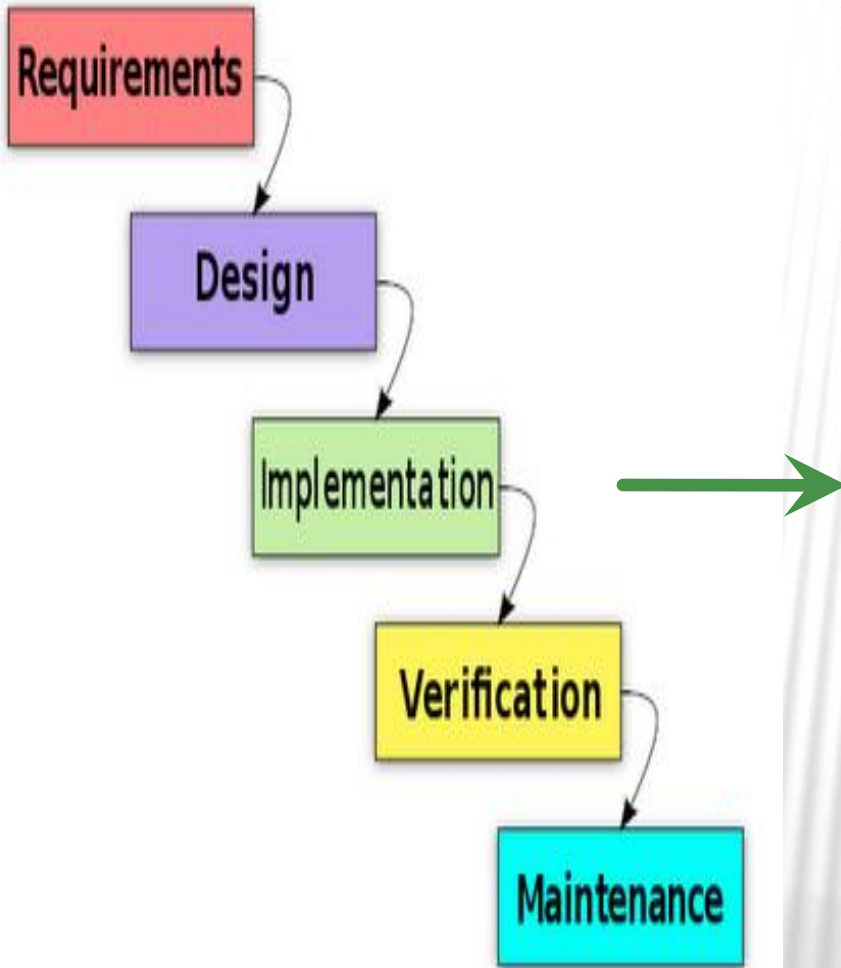 Requirements
Design
Implementation
Verification
Maintenance